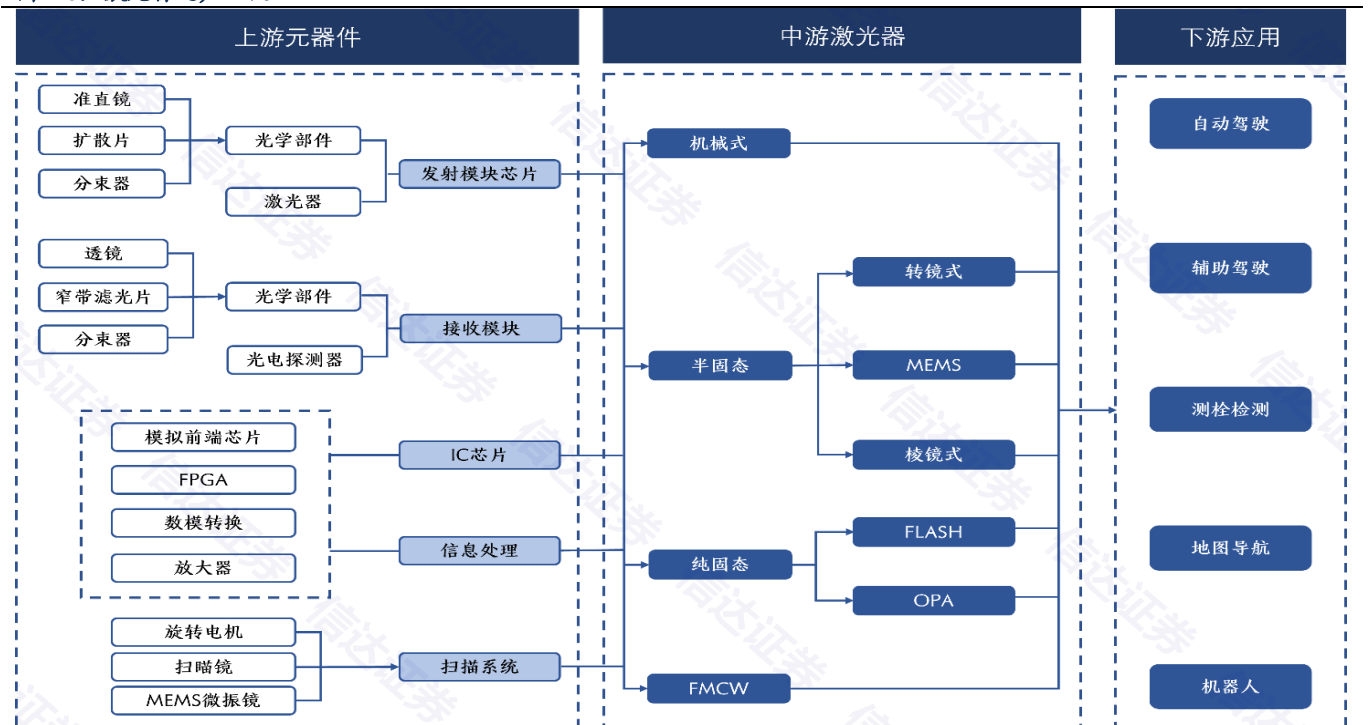 上游元器件
中游激光器
下游应用
准直镜
扩散片
分束器
光学部件
激光器
发射模块芯片
透镜
窄带滤光片
分束器
光学部件
光电探测器
接收模块
模拟前端芯片
FPGA
数模转换
放大器
IC芯片
信息处理
旋转电机
扫瞄镜
MEMS微振镜
扫描系统
机械式
半固态
转镜式
MEMS
棱镜式
纯固态
FLASH
OPA
FMCW
自动驾驶
辅助驾驶
测栓检测
地图导航
机器人
信达证券